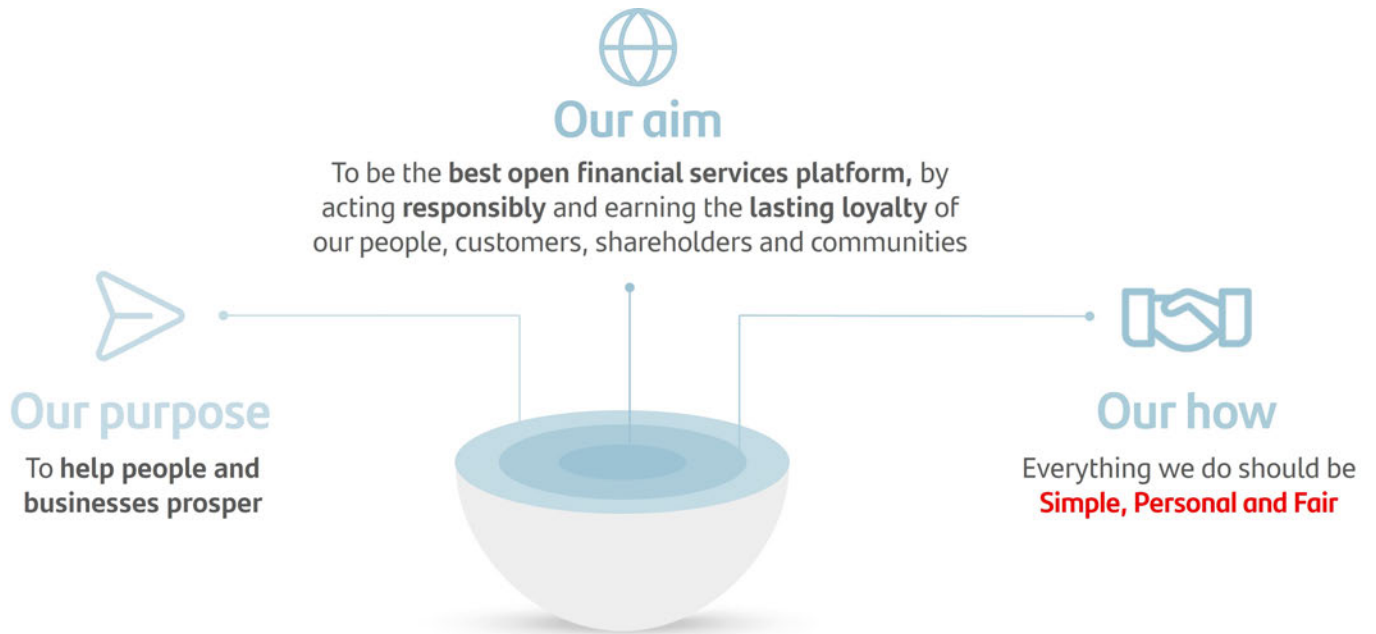 Our aim
To be the best open financial services platform, by
acting responsibly and earning the lasting loyalty of
our people, customers, shareholders and communities
Our purpose
To help people and
businesses prosper
Our how
Everything we do should be
Simple, Personal and Fair